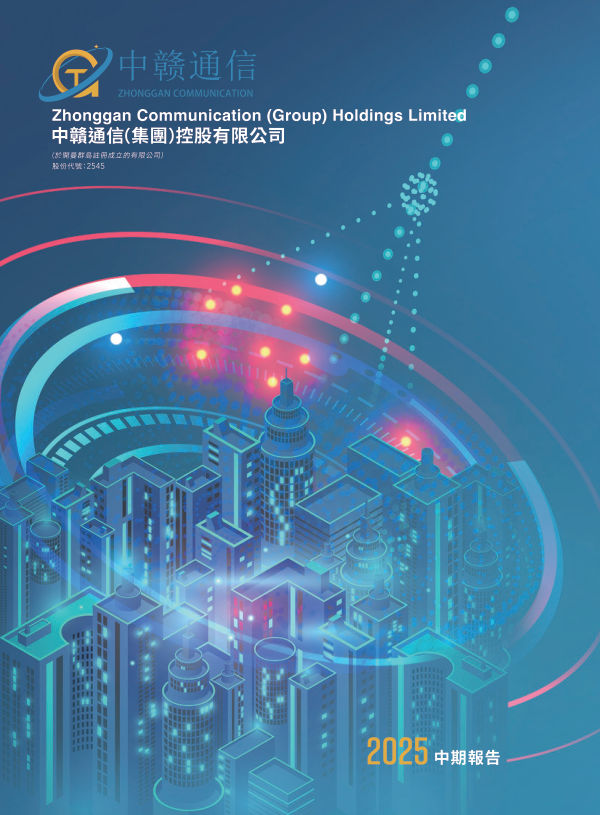 中赣通信
ZHONGGAN COMMUNICATION
Zhonggan Communication (Group) Holdings Limited
中贛通信(集團)控股有限公司
(於開曼群島註冊成立的有限公司)
股份代號：2545
2025 中期報告